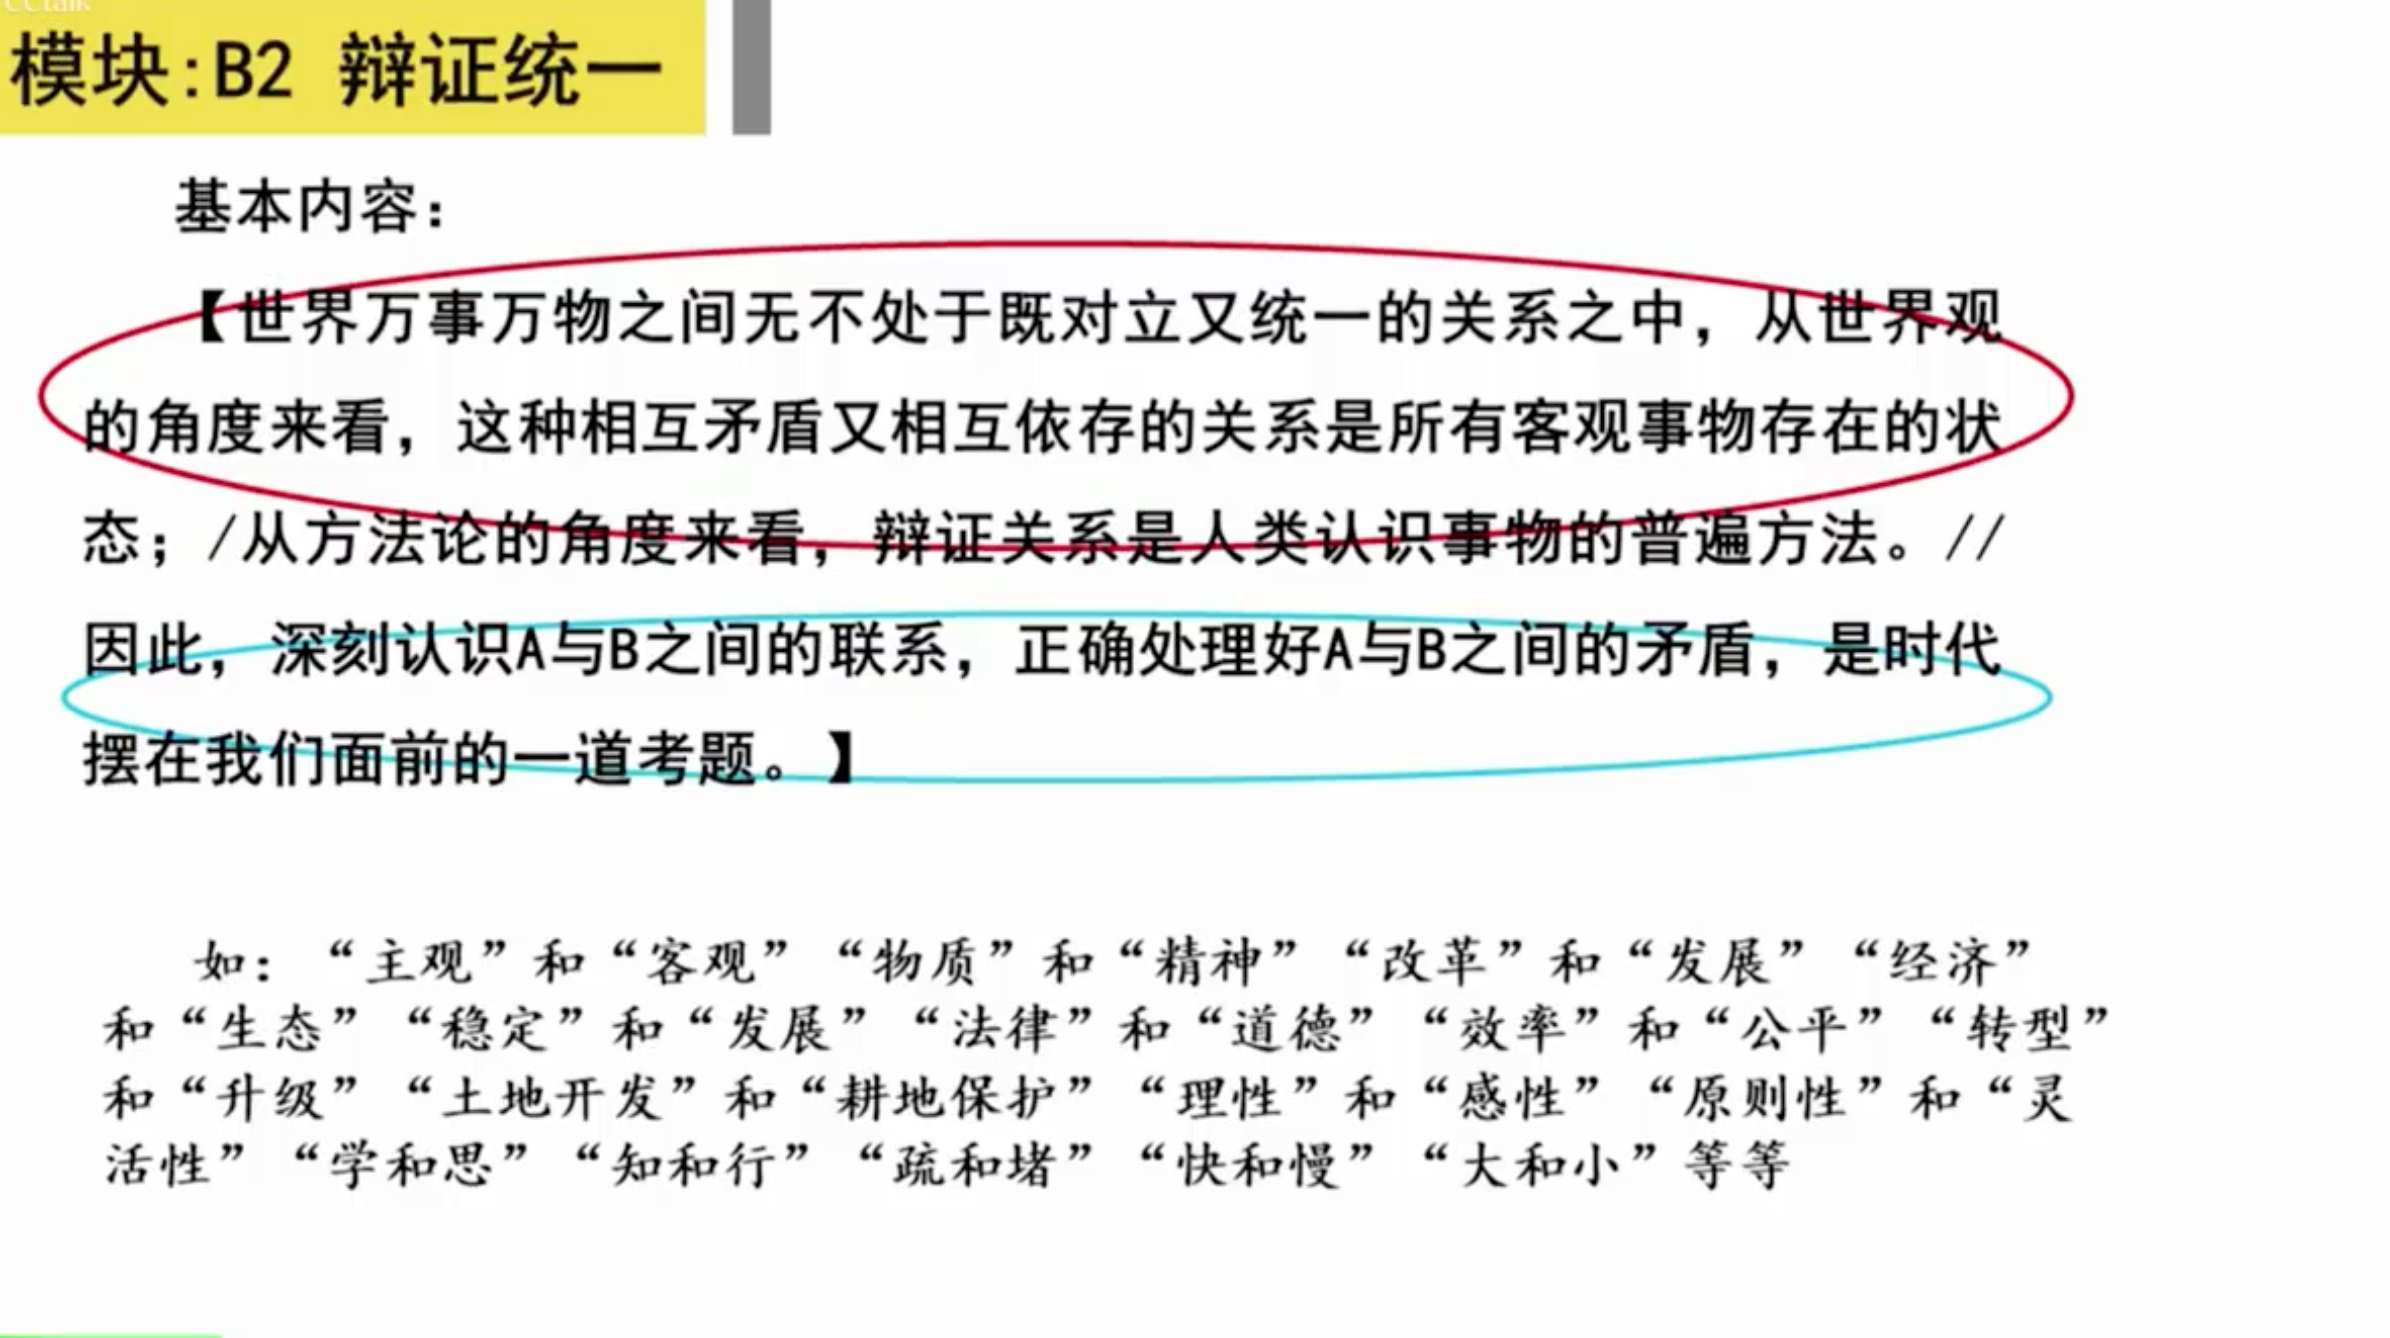 CCtalk
模块:B2 辩证统一
基本内容：
【世界万事万物之间无不处于既对立又统一的关系之中，从世界观
的角度来看，这种相互矛盾又相互依存的关系是所有客观事物存在的状
态；/从方法论的角度来看，辩证关系是人类认识事物的普遍方法。//
因此，深刻认识A与B之间的联系，正确处理好A与B之间的矛盾，是时代
摆在我们面前的一道考题。】
如：“主观”和“客观”“物质”和“精神”“改革”和“发展”“经济”
和“生态”“稳定”和“发展”“法律”和“道德”“效率”和“公平”“转型”
和“升级”“土地开发”和“耕地保护”“理性”和“感性”“原则性”和“灵
活性”“学和思”“知和行”“疏和堵”“快和慢”“大和小”等等